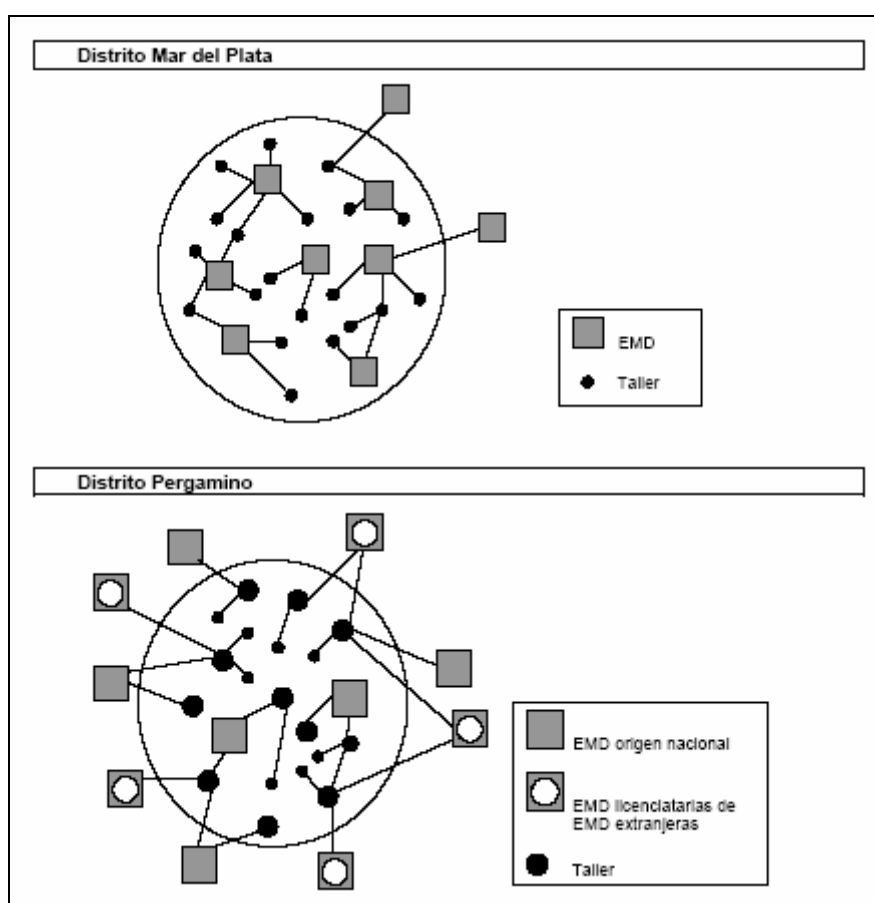 Distrito Mar del Plata
EMD
Taller
Distrito Pergamino
EMD origen nacional
EMD licenciatarias de
EMD extranjeras
Taller